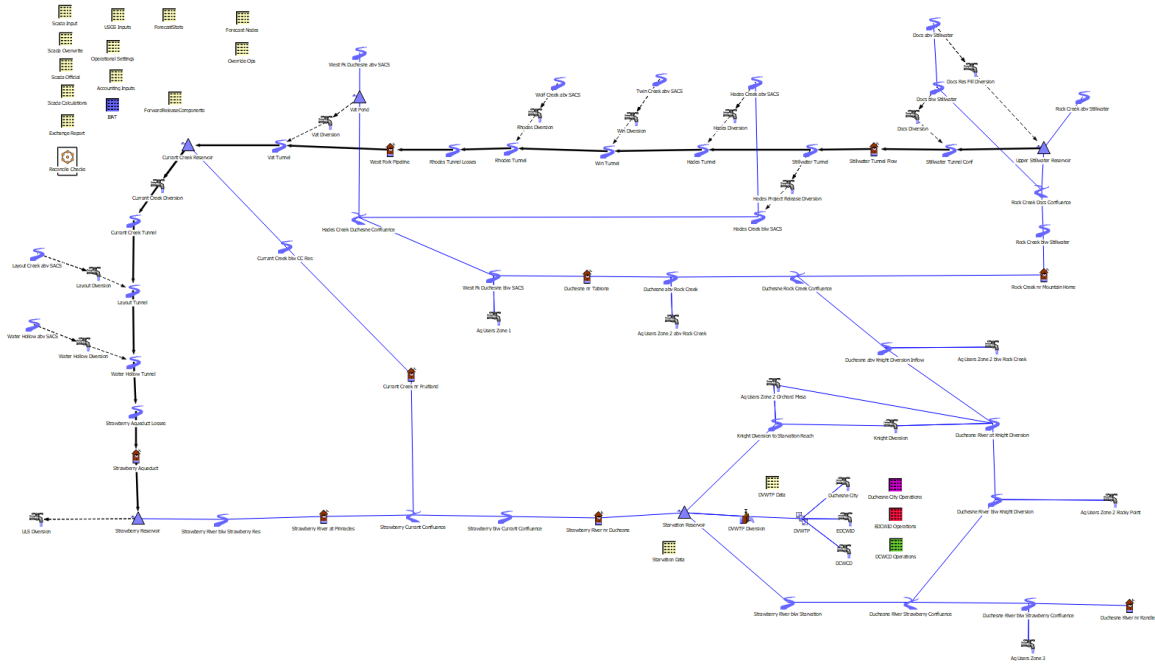 Scada Input
USGS Inputs
ForecastStats
Forecast Nodes
Scada Overwrite
Operational Settings
Override Ops
Scada Official
Accounting Inputs
Scada Calculations
BAT
ForwardReleaseComponents
Exchange Report
Reconcile Checks
West Fk Duchesne abv SACS
Vat Pond
Vat Diversion
Vat Tunnel
Wolf Creek abv SACS
Rhodes Diversion
Twin Creek abv SACS
Win Diversion
Hades Creek abv SACS
Hades Diversion
Docs abv Stillwater
Docs Res Fill Diversion
Docs blw Stillwater
Docs Diversion
Rock Creek abv Stillwater
Currant Creek Reservoir
West Fork Pipeline
Rhodes Tunnel Losses
Rhodes Tunnel
Win Tunnel
Hades Tunnel
Stillwater Tunnel
Stillwater Tunnel Flow
Stillwater Tunnel Conf
Upper Stillwater Reservoir
Currant Creek Diversion
Hades Project Release Diversion
Rock Creek Docs Confluence
Currant Creek Tunnel
Hades Creek Duchesne Confluence
Hades Creek blw SACS
Rock Creek blw Stillwater
Currant Creek blw CC Res
Layout Creek abv SACS
Layout Diversion
Layout Tunnel
West Fk Duchesne blw SACS
Duchesne nr Tabiona
Duchesne abv Rock Creek
Duchesne Rock Creek Confluence
Rock Creek nr Mountain Home
Ag Users Zone 1
Ag Users Zone 2 abv Rock Creek
Water Hollow abv SACS
Water Hollow Diversion
Water Hollow Tunnel
Duchesne abv Knight Diversion Inflow
Ag Users Zone 2 blw Rock Creek
Currant Creek nr Fruitland
Ag Users Zone 2 Orchard Mesa
Strawberry Aqueduct Losses
Knight Diversion to Starvation Reach
Knight Diversion
Duchesne River at Knight Diversion
Strawberry Aqueduct
DVWTP Data
Duchesne City
Duchesne City Operations
Duchesne River blw Knight Diversion
Ag Users Zone 2 Rocky Point
ULS Diversion
Strawberry Reservoir
Strawberry River blw Strawberry Res
Strawberry River at Pinnacles
Strawberry Currant Confluence
Strawberry blw Currant Confluence
Strawberry River nr Duchesne
Starvation Reservoir
DVWTP Diversion
DVWTP
EDCWID
EDCWID Operations
Starvation Data
DCWCD
DCWCD Operations
Strawberry River blw Starvation
Duchesne River Strawberry Confluence
Duchesne River blw Strawberry Confluence
Duchesne River nr Randlett
Ag Users Zone 3